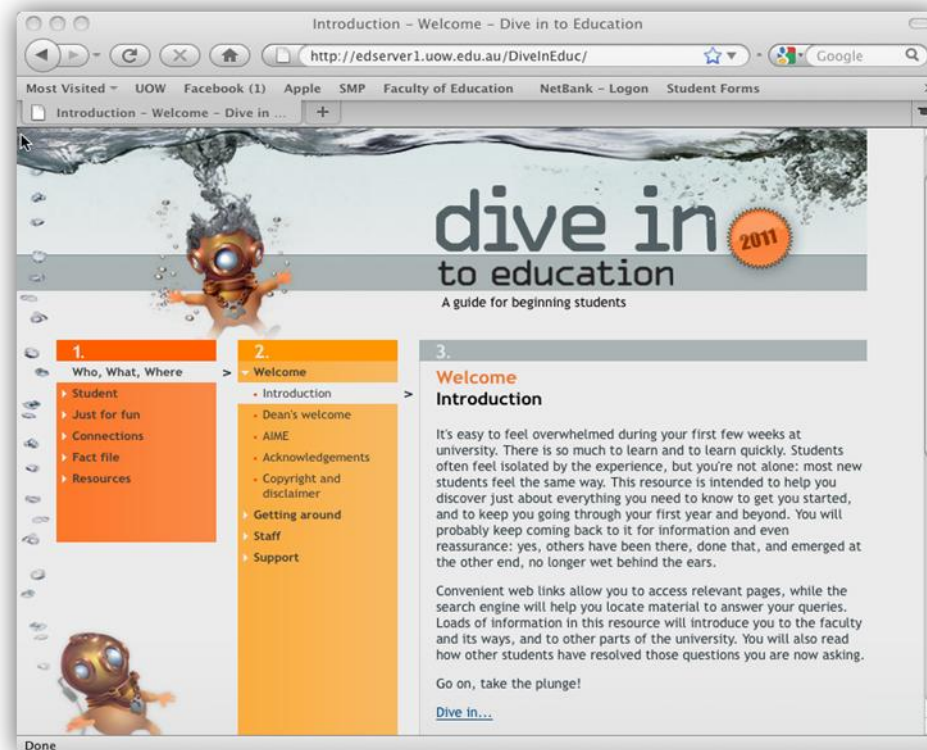 Introduction – Welcome – Dive in to Education
http://edserver1.uow.edu.au/DiveInEduc/
Google
Most Visited UOW Facebook (1) Apple SMP Faculty of Education NetBank – Logon Student Forms
Introduction – Welcome – Dive in ... +
dive in
2011
to education
A guide for beginning students
1.
Who, What, Where >
Student
Just for fun
Connections
Fact file
Resources
2.
Welcome
Introduction >
Dean's welcome
AIME
Acknowledgements
Copyright and
disclaimer
Getting around
Staff
Support
3.
Welcome
Introduction
It's easy to feel overwhelmed during your first few weeks at
university. There is so much to learn and to learn quickly. Students
often feel isolated by the experience, but you're not alone: most new
students feel the same way. This resource is intended to help you
discover just about everything you need to know to get you started,
and to keep you going through your first year and beyond. You will
probably keep coming back to it for information and even
reassurance: yes, others have been there, done that, and emerged at
the other end, no longer wet behind the ears.
Convenient web links allow you to access relevant pages, while the
search engine will help you locate material to answer your queries.
Loads of information in this resource will introduce you to the faculty
and its ways, and to other parts of the university. You will also read
how other students have resolved those questions you are now asking.
Go on, take the plunge!
Dive in...
Done